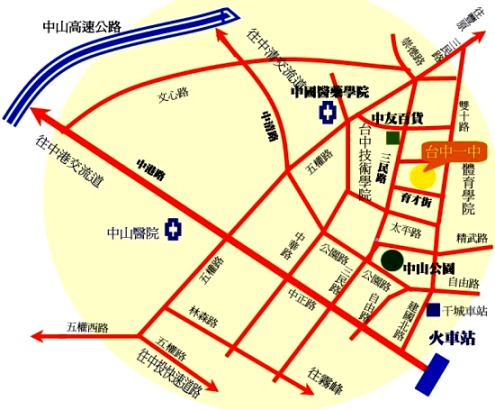 中山高速公路
往中清交流道
往豐原
三民路
崇德路
文心路
中國醫藥學院
中清路
中友百貨
雙十路
往中港交流道
中港路
五權路
台中技術學院
三民路
台中一中
體育學院
育才街
中山醫院
中華路
太平路
精武路
公園路
三民路
中山公園
公園路
自由路
五權路
中正路
自由路
建國北路
干城車站
林森路
火車站
五權西路
五權路
往中投快速道路
往霧峰